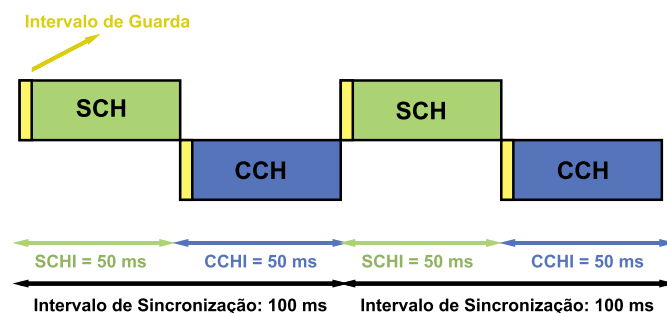 Intervalo de Guarda
SCH
SCH
CCH
CCH
SCHI = 50 ms
CCHI = 50 ms
SCHI = 50 ms
CCHI = 50 ms
Intervalo de Sincronização: 100 ms
Intervalo de Sincronização: 100 ms